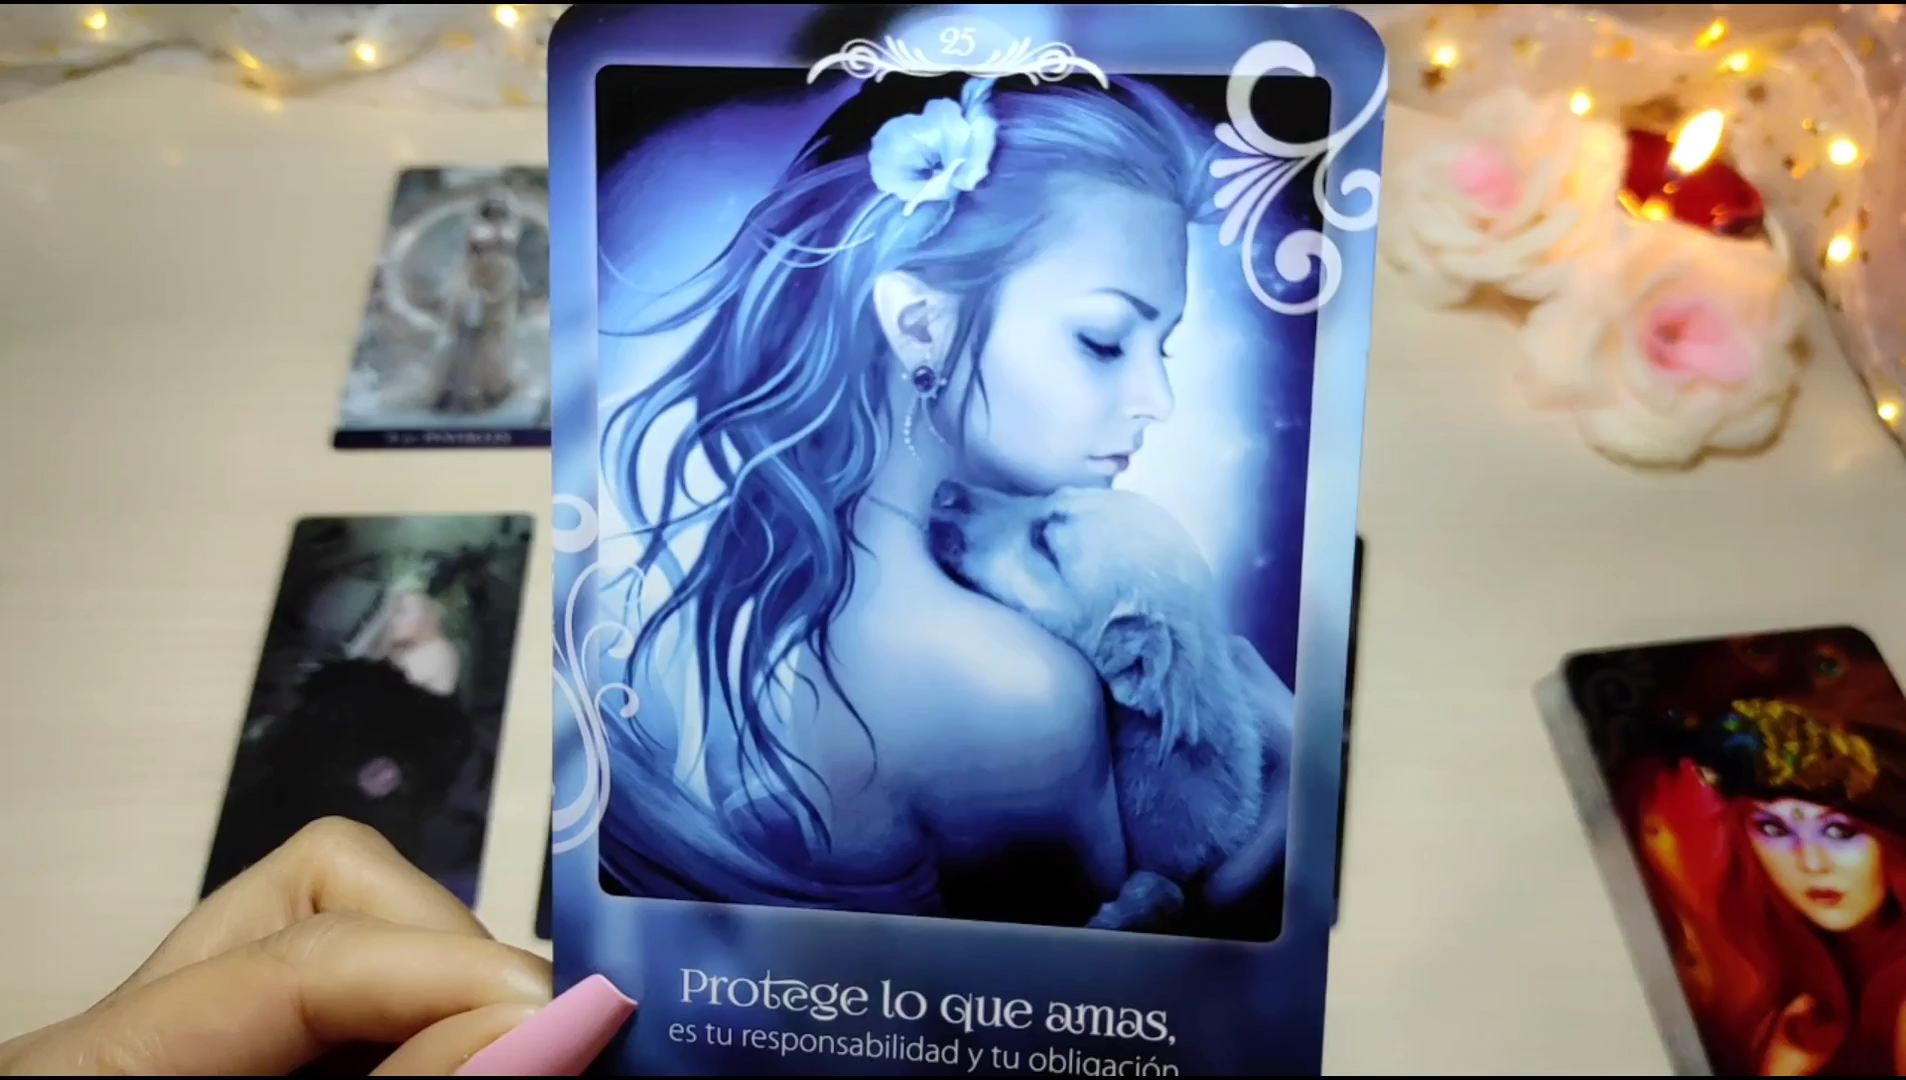 25
Protege lo que amas,
es tu responsabilidad y tu obligación